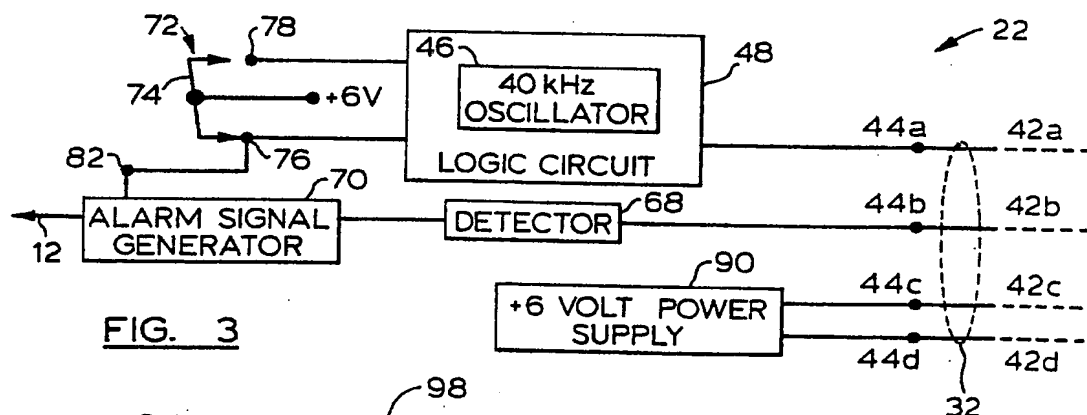 72
78
46
48
22
40 kHz
OSCILLATOR
74
+6V
76
LOGIC CIRCUIT
44a
42a
82
70
ALARM SIGNAL
GENERATOR
12
DETECTOR
68
44b
42b
90
+6 VOLT POWER
SUPPLY
44c
42c
44d
42d
32
FIG. 3
98